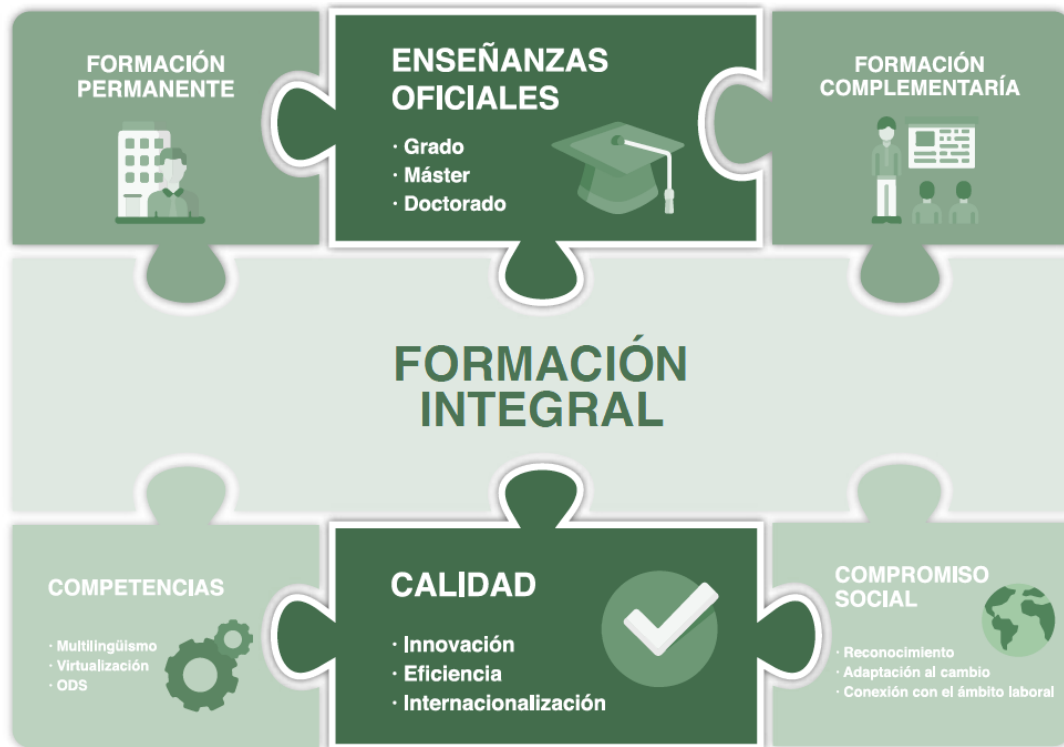 FORMACIÓN
PERMANENTE
ENSEÑANZAS
OFICIALES
· Grado
· Máster
· Doctorado
FORMACIÓN
COMPLEMENTARÍA
FORMACIÓN
INTEGRAL
COMPETENCIAS
· Multilingüismo
· Virtualización
· ODS
CALIDAD
· Innovación
· Eficiencia
· Internacionalización
COMPROMISO
SOCIAL
· Reconocimiento
· Adaptación al cambio
· Conexión con el ámbito laboral